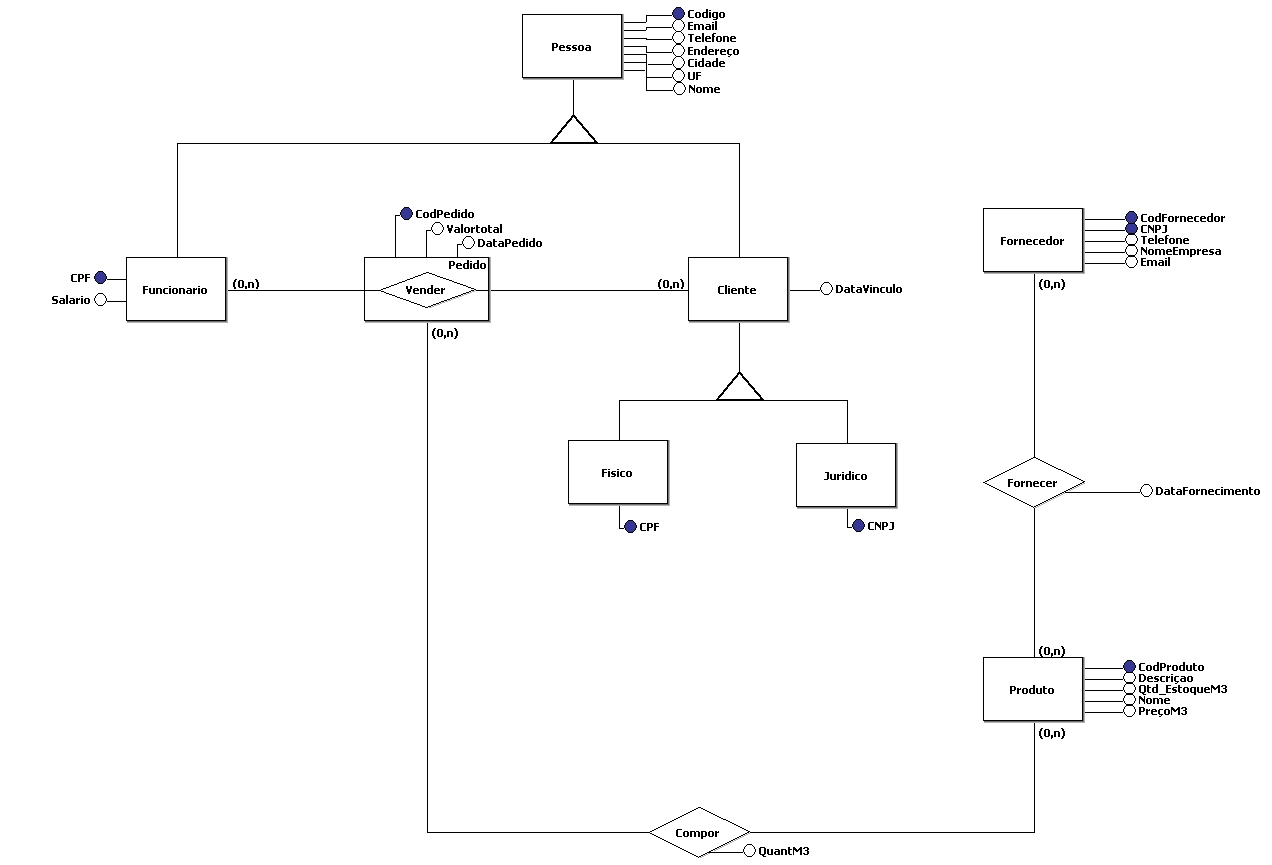 Pessoa
Codigo
Email
Telefone
Endereço
Cidade
UF
Nome
CodPedido
Valortotal
DataPedido
Pedido
CPF
Salario
Funcionario
(0,n)
Vender
(0,n)
(0,n)
Cliente
DataVinculo
Fornecedor
CodFornecedor
CNPJ
Telefone
NomeEmpresa
Email
(0,n)
Fisico
CPF
Juridico
CNPJ
Fornecer
DataFornecimento
(0,n)
Produto
CodProduto
Descriçao
Qtd_EstoqueM3
Nome
PreçoM3
(0,n)
Compor
QuantM3